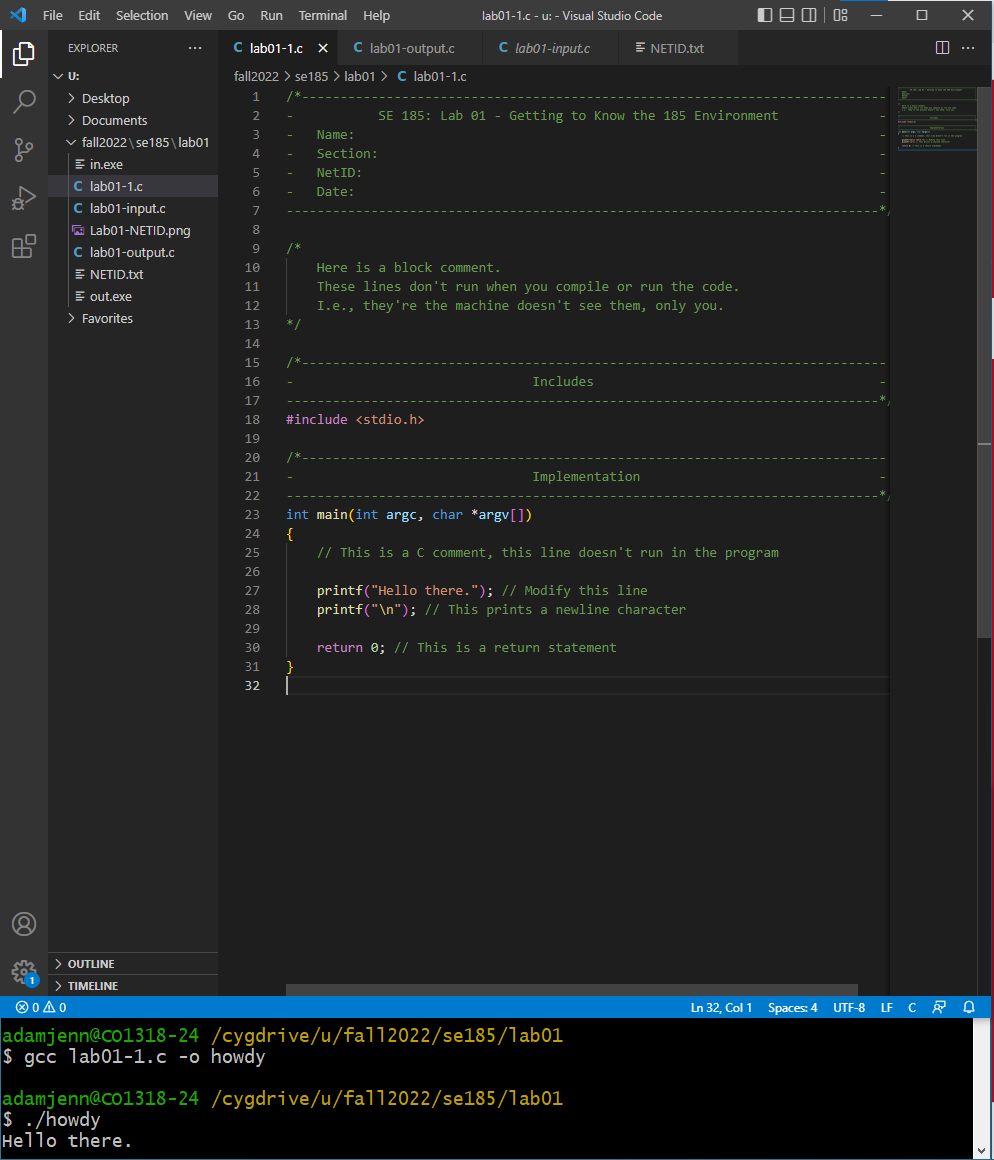 File Edit Selection View Go Run Terminal Help lab01-1.c - u: - Visual Studio Code
EXPLORER ···
U:
Desktop
Documents
fall2022\se185\lab01
in.exe
C lab01-1.c
C lab01-input.c
Lab01-NETID.png
C lab01-output.c
NETID.txt
out.exe
Favorites
OUTLINE
TIMELINE
1
C lab01-1.c C lab01-output.c C lab01-input.c NETID.txt
fall2022 > se185 > lab01 > C lab01-1.c
1 /*----------------------------------------------------------------------------
2 - SE 185: Lab 01 - Getting to Know the 185 Environment -
3 - Name: -
4 - Section: -
5 - NetID: -
6 - Date: -
7 -----------------------------------------------------------------------------*/
8
9 /*
10 Here is a block comment.
11 These lines don't run when you compile or run the code.
12 I.e., they're the machine doesn't see them, only you.
13 */
14
15 /*----------------------------------------------------------------------------
16 - Includes -
17 -----------------------------------------------------------------------------*/
18 #include <stdio.h>
19
20 /*----------------------------------------------------------------------------
21 - Implementation -
22 -----------------------------------------------------------------------------*/
23 int main(int argc, char *argv[])
24 {
25 // This is a C comment, this line doesn't run in the program
26
27 printf("Hello there."); // Modify this line
28 printf("\n"); // This prints a newline character
29
30 return 0; // This is a return statement
31 }
32
0 0 Ln 32, Col 1 Spaces: 4 UTF-8 LF C
adamjenn@CO1318-24 /cygdrive/u/fall2022/se185/lab01
$ gcc lab01-1.c -o howdy
adamjenn@CO1318-24 /cygdrive/u/fall2022/se185/lab01
$ ./howdy
Hello there.